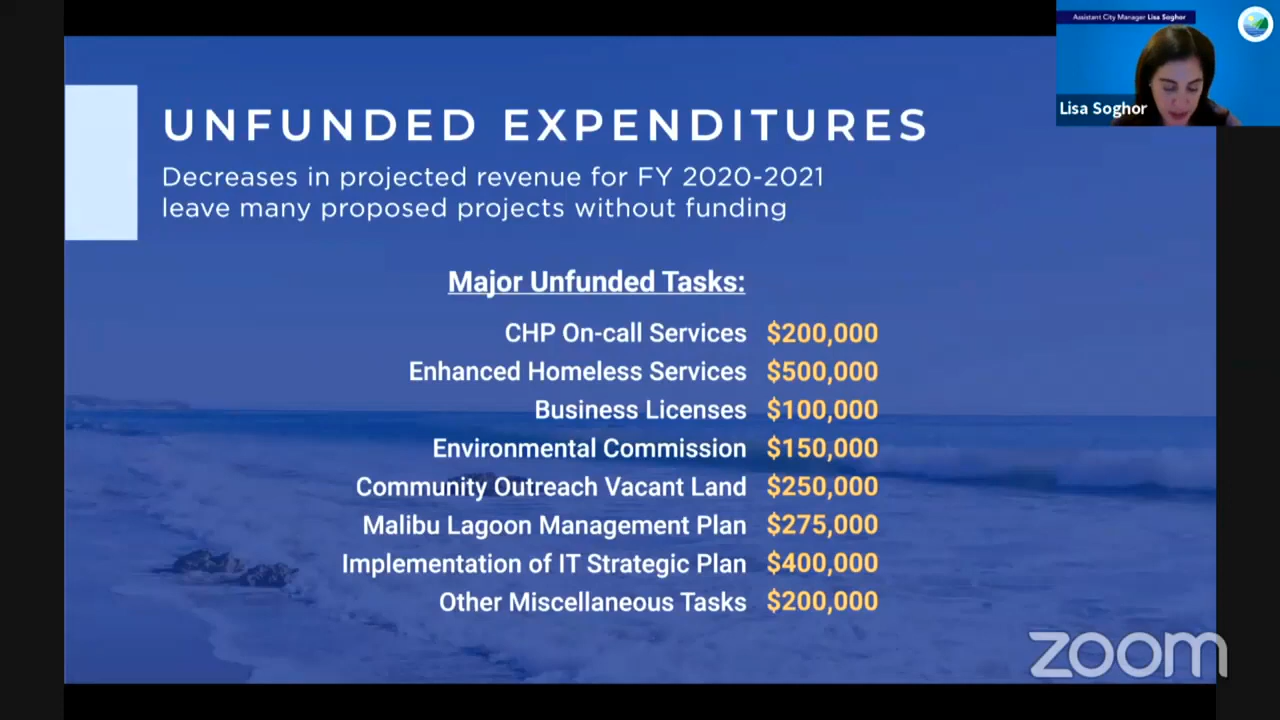 Assistant City Manager Lisa Soghor
Lisa Soghor
UNFUNDED EXPENDITURES
Decreases in projected revenue for FY 2020-2021
leave many proposed projects without funding
Major Unfunded Tasks:
CHP On-call Services $200,000
Enhanced Homeless Services $500,000
Business Licenses $100,000
Environmental Commission $150,000
Community Outreach Vacant Land $250,000
Malibu Lagoon Management Plan $275,000
Implementation of IT Strategic Plan $400,000
Other Miscellaneous Tasks $200,000
zoom